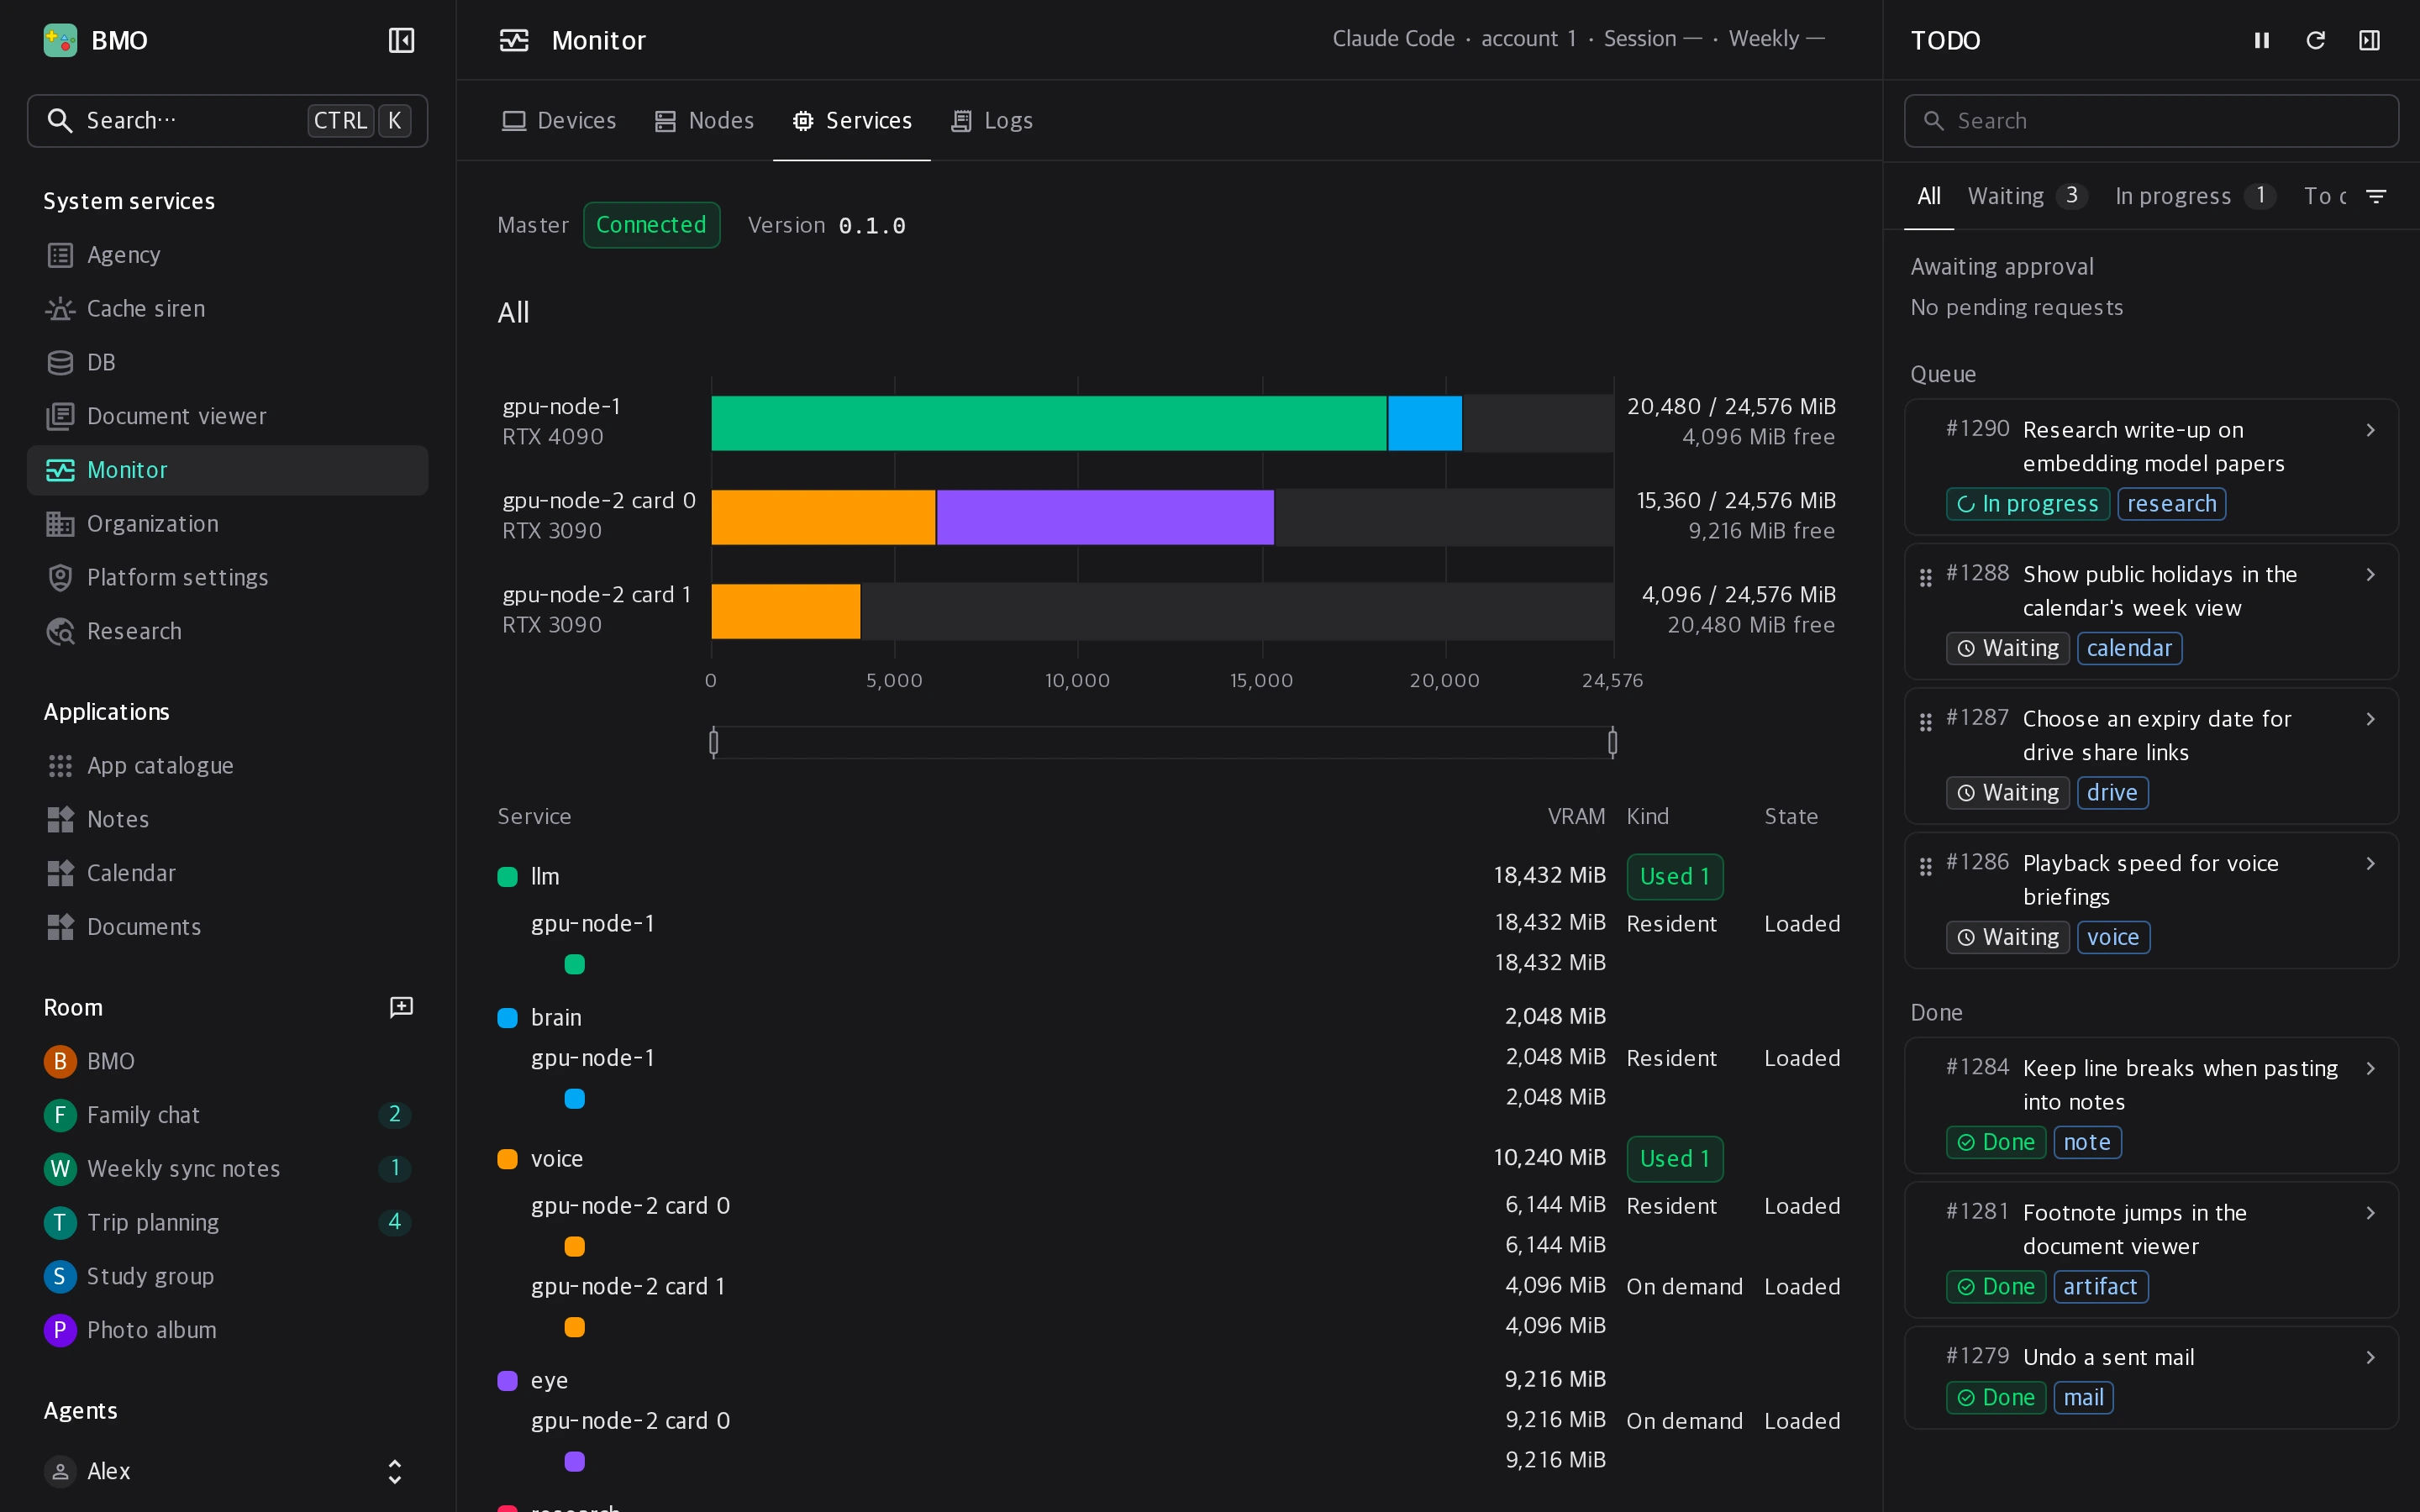 BMO
Search…
CTRL K
System services
Agency
Cache siren
DB
Document viewer
Monitor
Organization
Platform settings
Research
Applications
App catalogue
Notes
Calendar
Documents
Room
B BMO
F Family chat 2
W Weekly sync notes 1
T Trip planning 4
S Study group
P Photo album
Agents
Alex
Monitor
Claude Code · account 1 · Session — · Weekly —
Devices
Nodes
Services
Logs
Master Connected Version 0.1.0
All
gpu-node-1
RTX 4090
20,480 / 24,576 MiB
4,096 MiB free
gpu-node-2 card 0
RTX 3090
15,360 / 24,576 MiB
9,216 MiB free
gpu-node-2 card 1
RTX 3090
4,096 / 24,576 MiB
20,480 MiB free
0 5,000 10,000 15,000 20,000 24,576
Service VRAM Kind State
llm 18,432 MiB Used 1
gpu-node-1 18,432 MiB Resident Loaded
18,432 MiB
brain 2,048 MiB
gpu-node-1 2,048 MiB Resident Loaded
2,048 MiB
voice 10,240 MiB Used 1
gpu-node-2 card 0 6,144 MiB Resident Loaded
6,144 MiB
gpu-node-2 card 1 4,096 MiB On demand Loaded
4,096 MiB
eye 9,216 MiB
gpu-node-2 card 0 9,216 MiB On demand Loaded
9,216 MiB
TODO
Search
All Waiting 3 In progress 1 To
Awaiting approval
No pending requests
Queue
#1290 Research write-up on
embedding model papers
In progress research
#1288 Show public holidays in the
calendar's week view
Waiting calendar
#1287 Choose an expiry date for
drive share links
Waiting drive
#1286 Playback speed for voice
briefings
Waiting voice
Done
#1284 Keep line breaks when pasting
into notes
Done note
#1281 Footnote jumps in the
document viewer
Done artifact
#1279 Undo a sent mail
Done mail